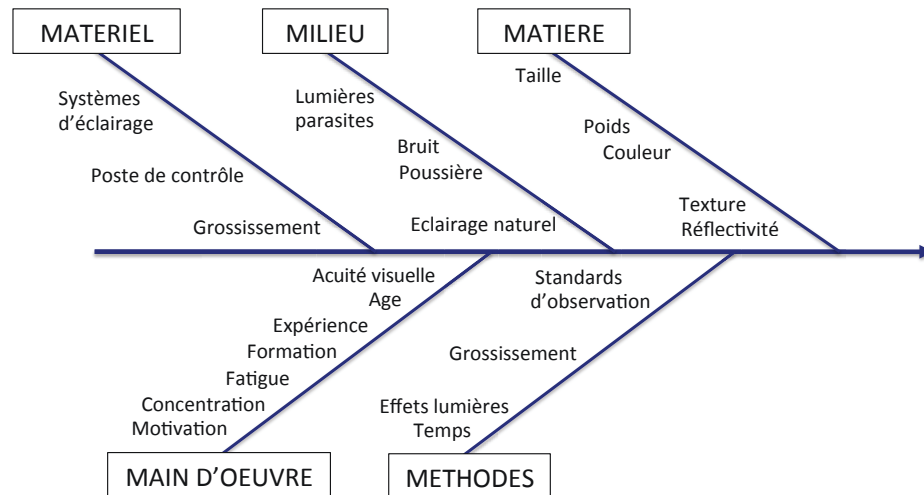 MATERIEL
MILIEU
MATIERE
Systèmes
d'éclairage
Poste de contrôle
Grossissement
Lumières
parasites
Bruit
Poussière
Eclairage naturel
Taille
Poids
Couleur
Texture
Réflectivité
Acuité visuelle
Age
Expérience
Formation
Fatigue
Concentration
Motivation
MAIN D'OEUVRE
Standards
d'observation
Grossissement
Effets lumières
Temps
METHODES